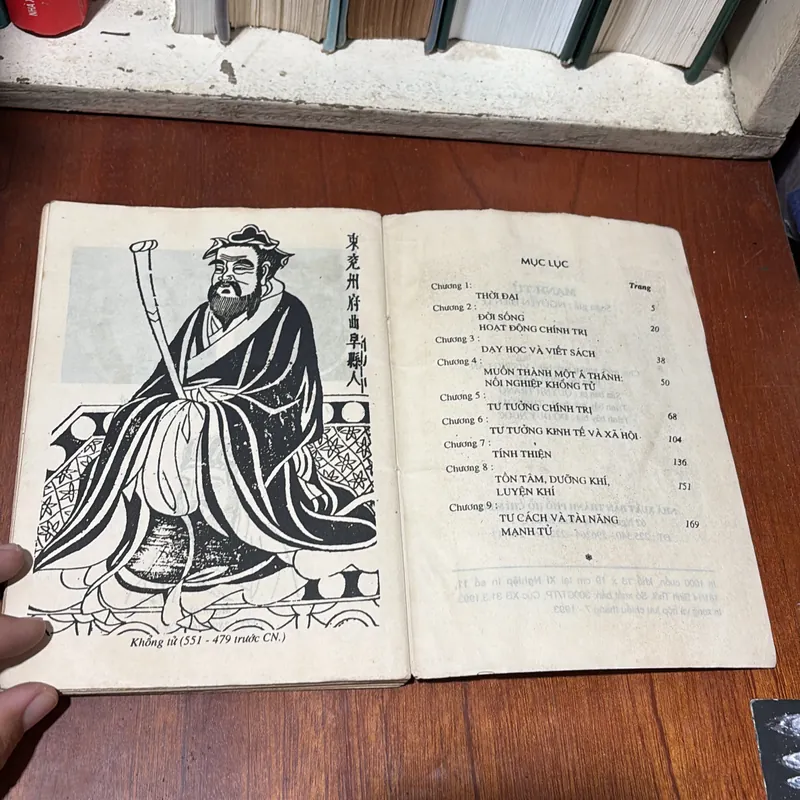 東兗州府曲阜縣人
Khổng tử (551 - 479 trước CN.)
MỤC LỤC
Trang
Chương 1:
THỜI ĐẠI 5
Chương 2 :
ĐỜI SỐNG
HOẠT ĐỘNG CHÍNH TRỊ 20
Chương 3 :
DẠY HỌC VÀ VIẾT SÁCH 38
Chương 4 :
MUỐN THÀNH MỘT Á THÁNH:
NỐI NGHIỆP KHỔNG TỬ 50
Chương 5 :
TƯ TƯỞNG CHÍNH TRỊ 68
Chương 6 :
TƯ TƯỞNG KINH TẾ VÀ XÃ HỘI 104
Chương 7 :
TÍNH THIỆN 136
Chương 8 :
TỒN TÂM, DƯỠNG KHÍ,
LUYỆN KHÍ 151
Chương 9 :
TƯ CÁCH VÀ TÀI NĂNG
MẠNH TỬ 169